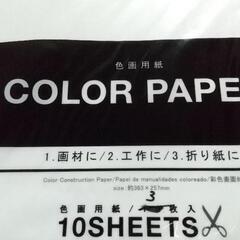 色画用紙
COLOR PAPE
1.画材に/2.工作に/3.折り紙に
Color Construction Paper/Papel de manualidades coloreado/彩色畫圖紙
size:約363×257mm
3
色画用紙/枚入
10SHEETS